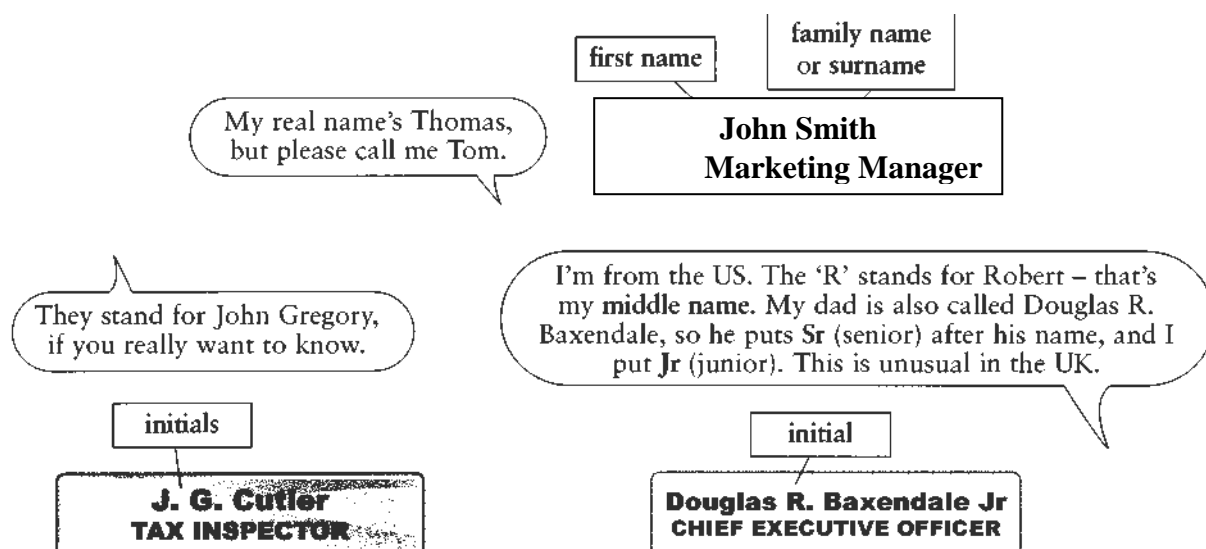 first name
family name
or surname
My real name's Thomas,
but please call me Tom.
John Smith
Marketing Manager
They stand for John Gregory,
if you really want to know.
I'm from the US. The ‘R’ stands for Robert – that's
my middle name. My dad is also called Douglas R.
Baxendale, so he puts Sr (senior) after his name, and I
put Jr (junior). This is unusual in the UK.
initials
J. G. Cutler
TAX INSPECTOR
initial
Douglas R. Baxendale Jr
CHIEF EXECUTIVE OFFICER